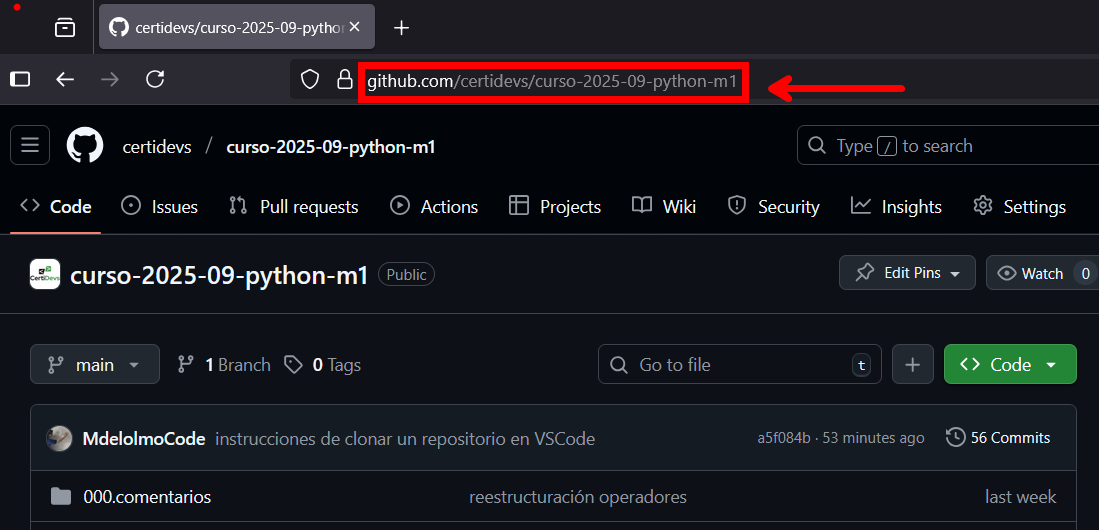 certidevs/curso-2025-09-pytho
github.com/certidevs/curso-2025-09-python-m1
certidevs / curso-2025-09-python-m1
Type / to search
Code Issues Pull requests Actions Projects Wiki Security Insights Settings
CertiDevs curso-2025-09-python-m1 Public Edit Pins Watch 0
main 1 Branch 0 Tags Go to file t Code
MdelolmoCode instrucciones de clonar un repositorio en VSCode a5f084b · 53 minutes ago 56 Commits
000.comentarios reestructuración operadores last week